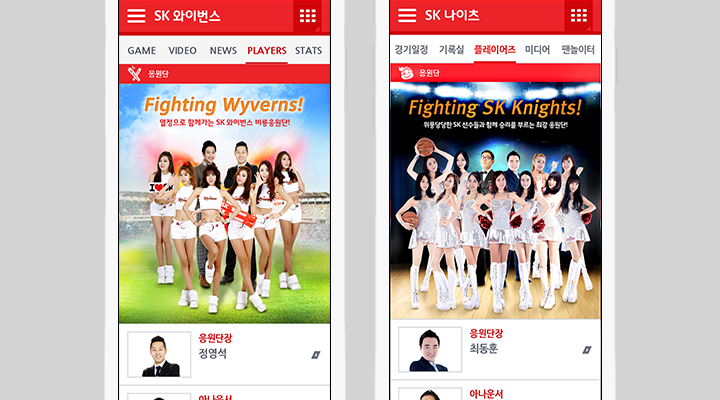 SK 와이번스
GAME VIDEO NEWS PLAYERS STATS
응원단
Fighting Wyverns!
열정으로 함께가는 SK 와이번스 비룡응원단!
I ♥ SK
응원단장
정영석
아나운서
SK 나이츠
경기일정 기록실 플레이어즈 미디어 팬놀이터
응원단
Fighting SK Knights!
위풍당당한 SK 선수들과 함께 승리를 부르는 최강 응원단!
응원단장
최동훈
아나운서